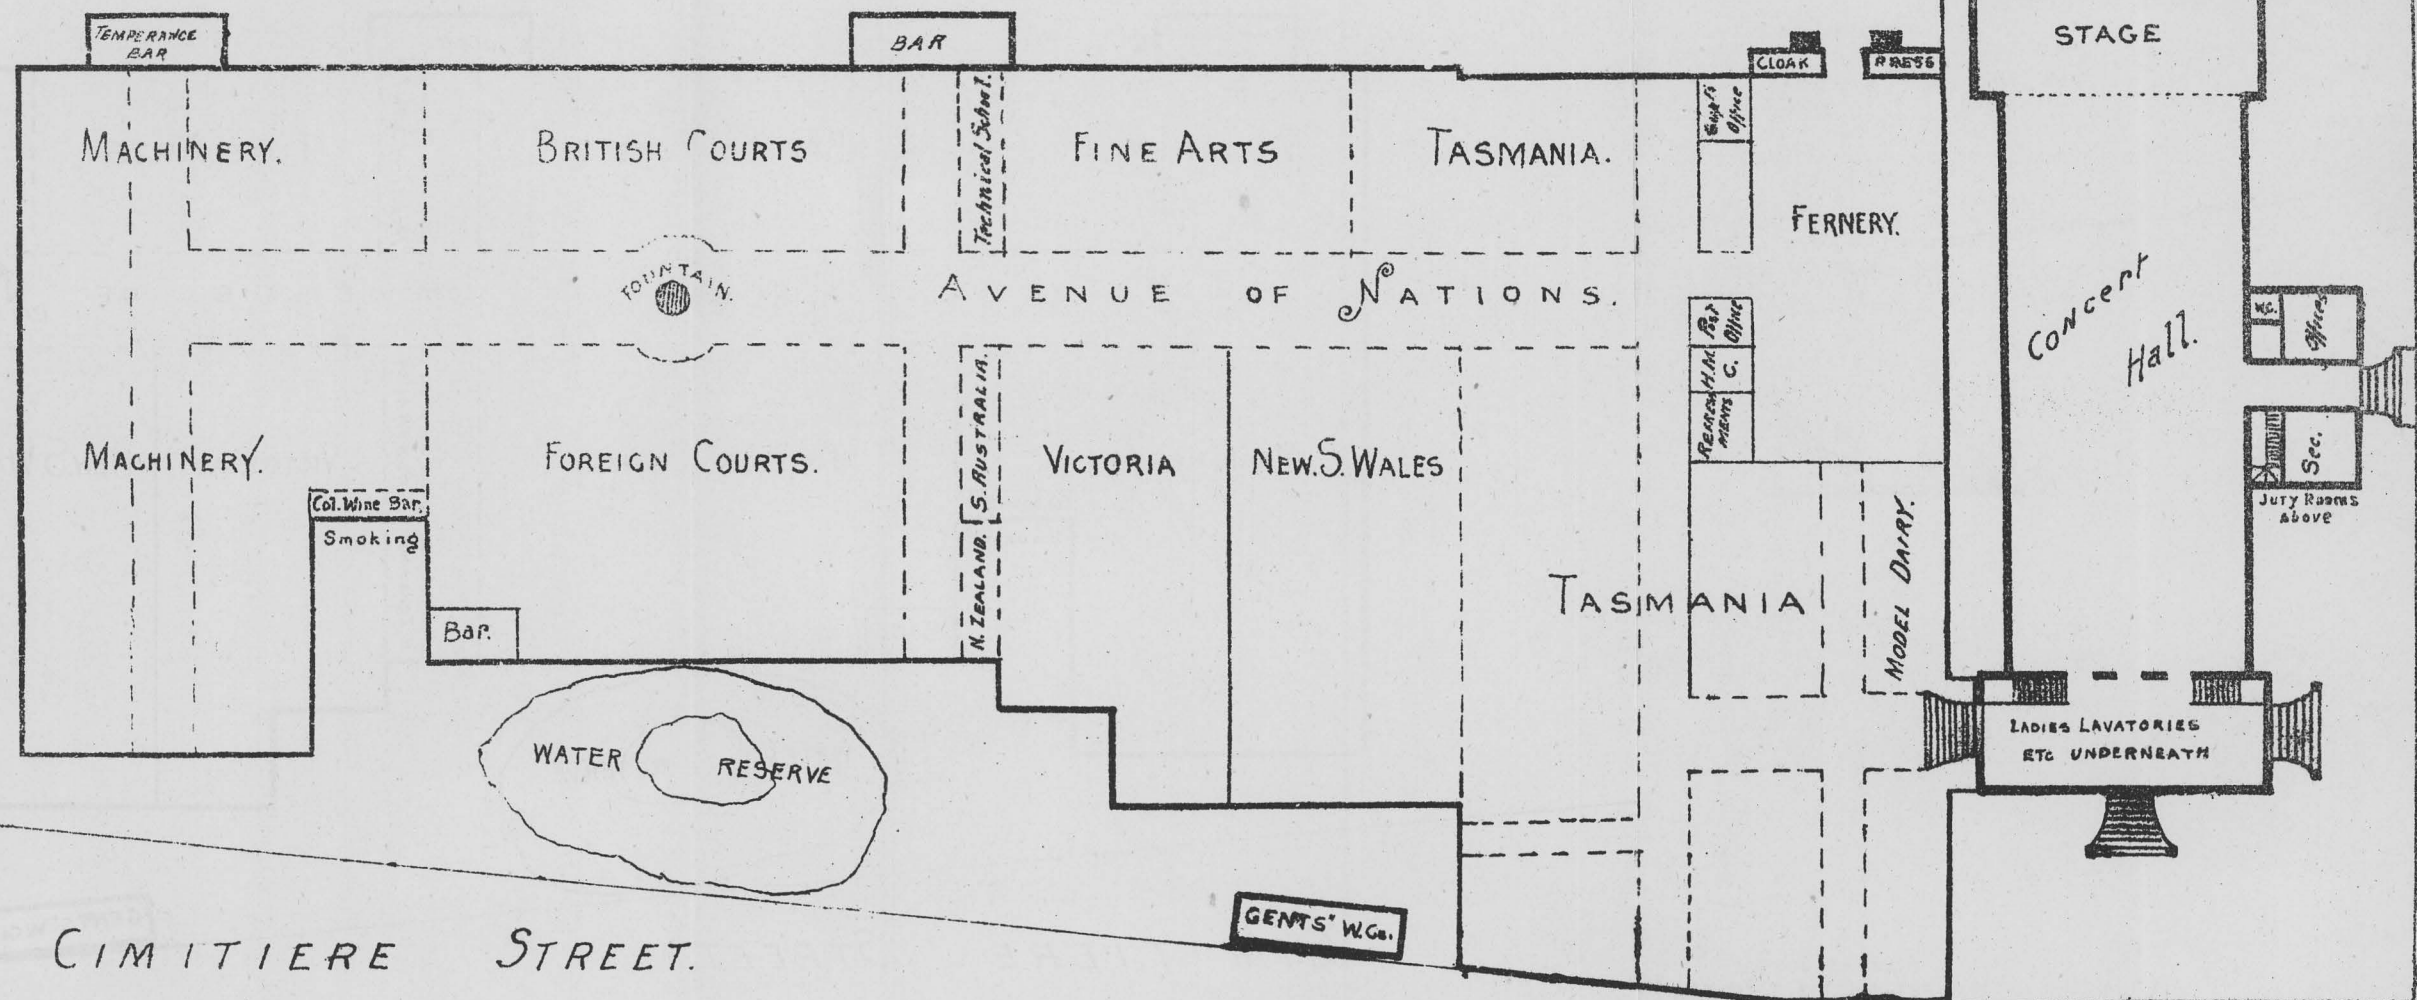 TEMPERANCE
BAR
BAR
CLOAK
PRESS
STAGE
MACHINERY.
BRITISH COURTS
Technical School.
FINE ARTS
TASMANIA.
Supt's
Office
FERNERY.
FOUNTAIN.
AVENUE OF NATIONS.
Concert
Hall.
Post
Office
H.M.
C.
REFRESH
MENTS
Offices
Sec.
Jury Rooms
Above
MACHINERY.
FOREIGN COURTS.
S. AUSTRALIA.
N. ZEALAND.
VICTORIA
NEW. S. WALES
Col. Wine Bar.
Smoking
Bar.
TASMANIA
MODEL DAIRY.
LADIES LAVATORIES
ETC UNDERNEATH
WATER RESERVE
GENTS' W.Cs.
CIMITIERE STREET.